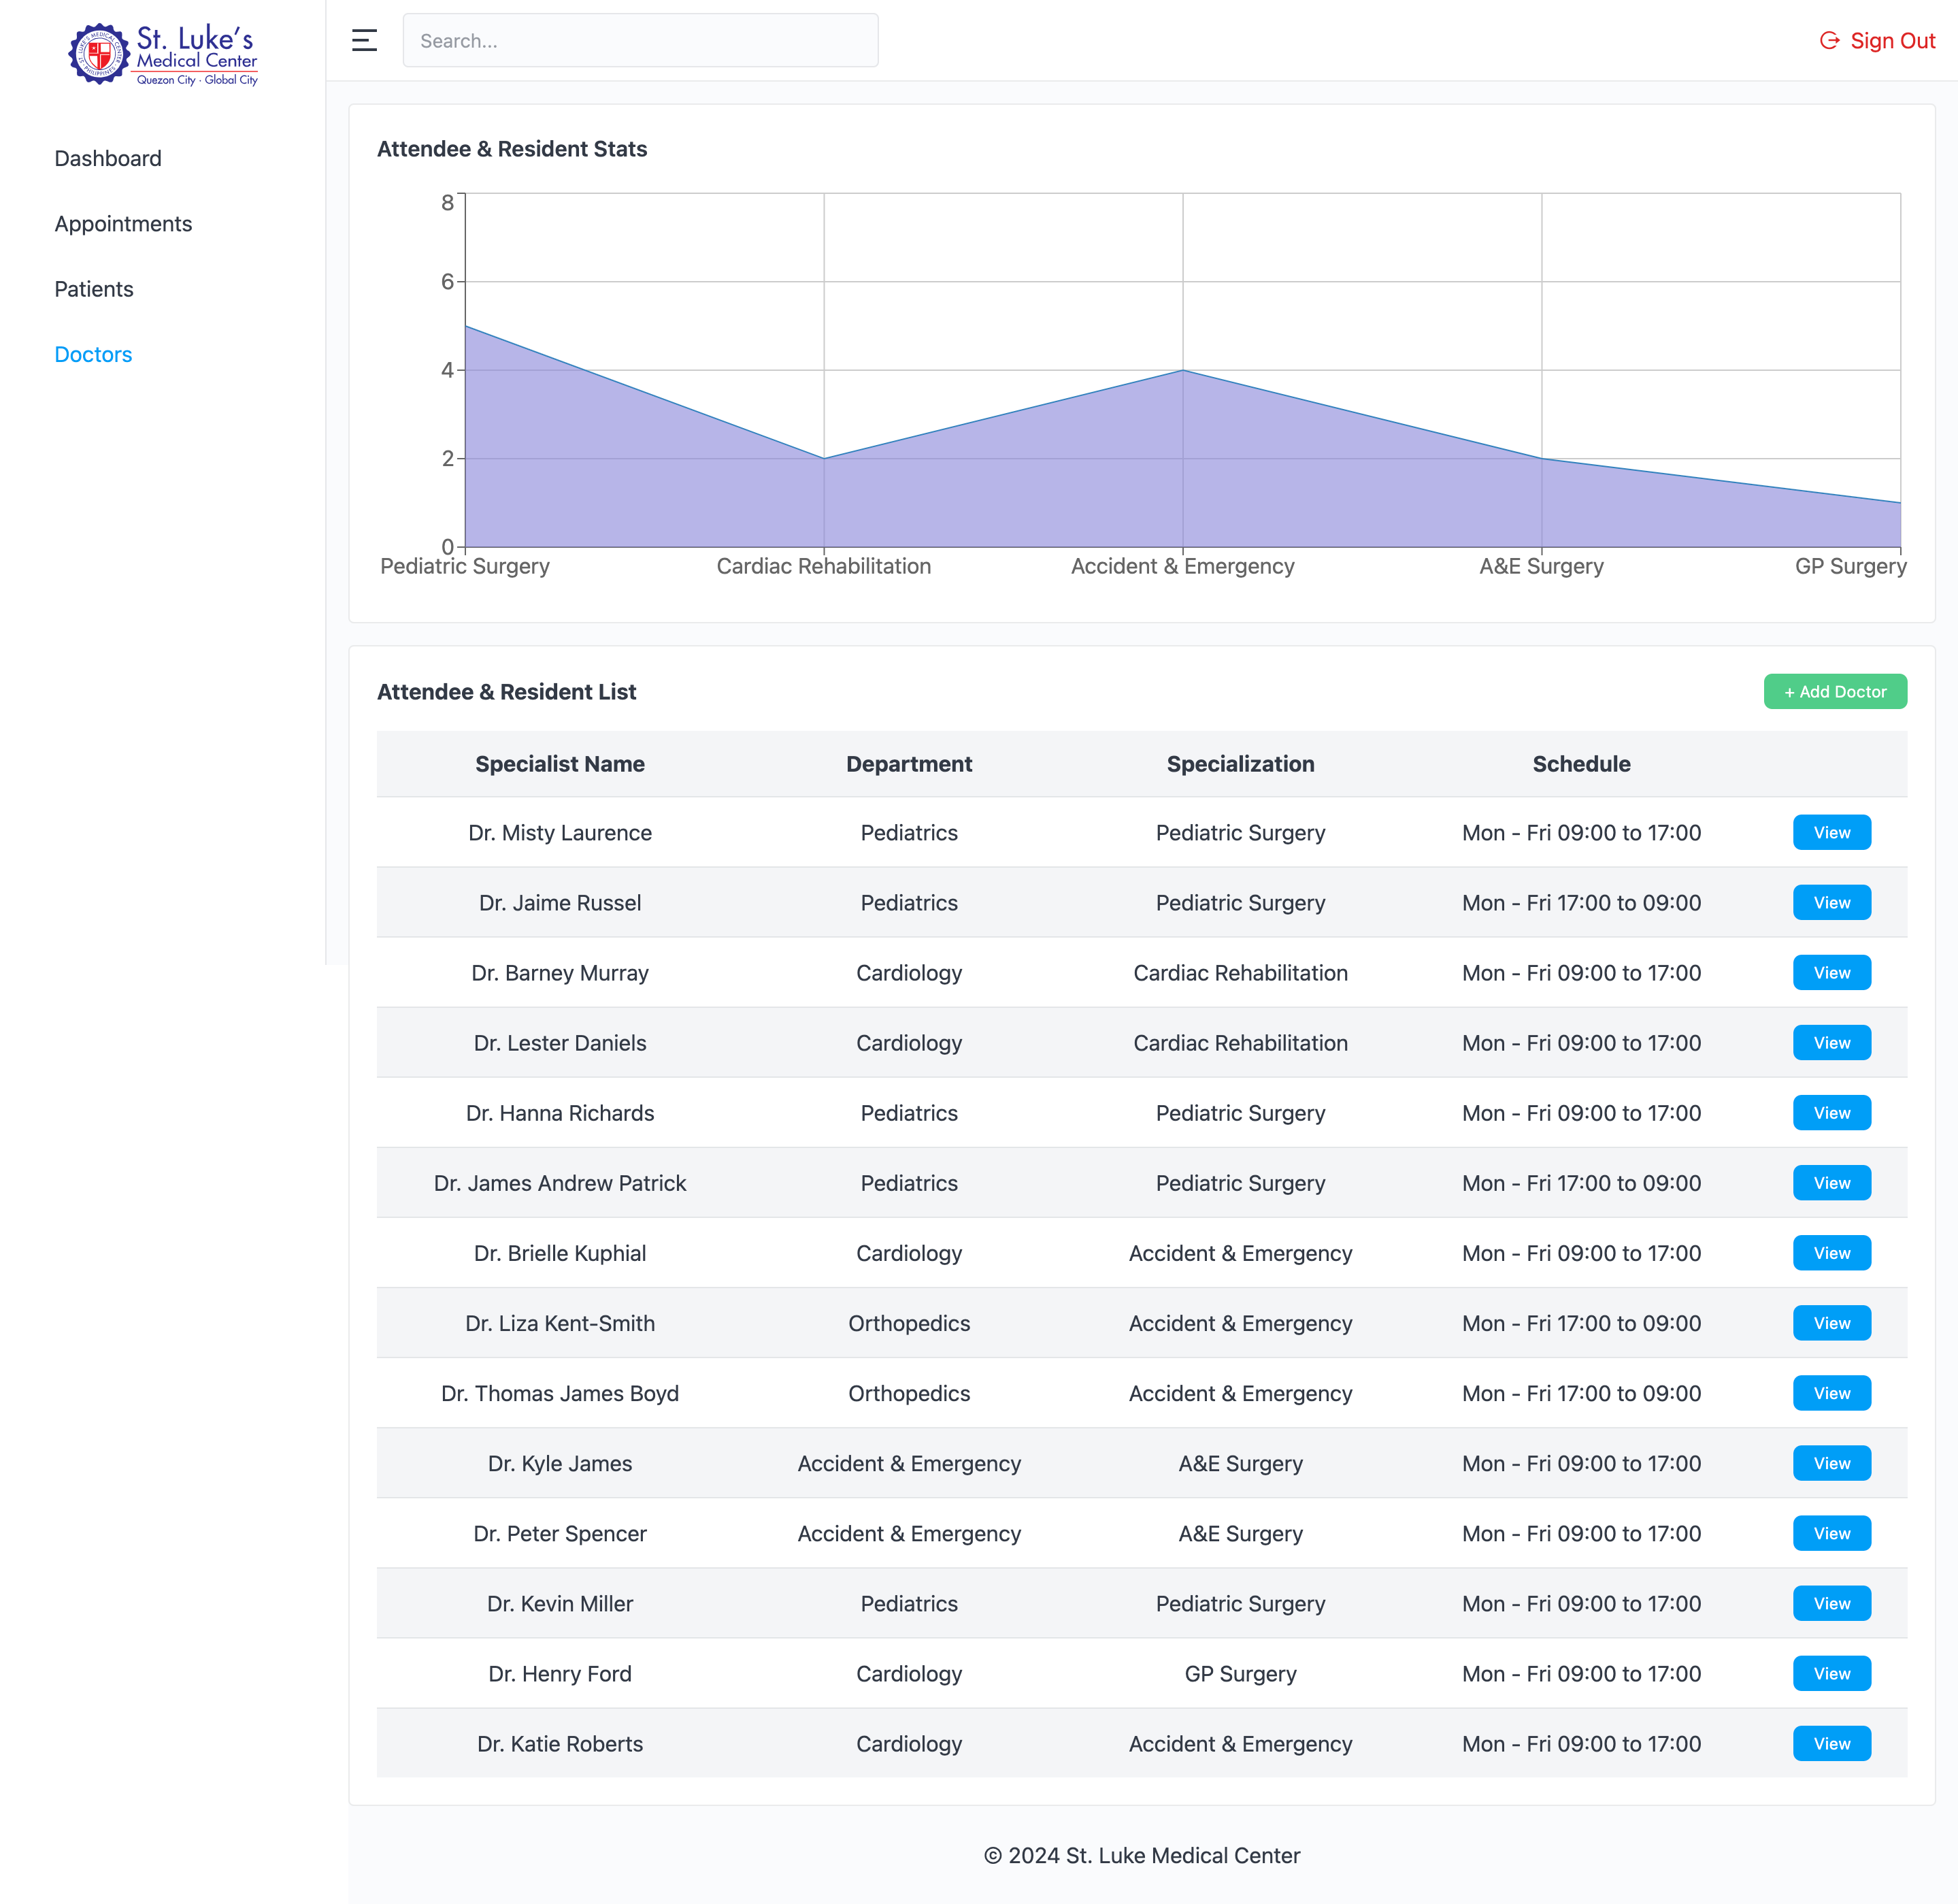 St. Luke's
Medical Center
Quezon City · Global City
Search...
Sign Out
Dashboard
Appointments
Patients
Doctors
Attendee & Resident Stats
8
6
4
2
0
Pediatric Surgery Cardiac Rehabilitation Accident & Emergency A&E Surgery GP Surgery
Attendee & Resident List
+ Add Doctor
Specialist Name Department Specialization Schedule
Dr. Misty Laurence Pediatrics Pediatric Surgery Mon - Fri 09:00 to 17:00 View
Dr. Jaime Russel Pediatrics Pediatric Surgery Mon - Fri 17:00 to 09:00 View
Dr. Barney Murray Cardiology Cardiac Rehabilitation Mon - Fri 09:00 to 17:00 View
Dr. Lester Daniels Cardiology Cardiac Rehabilitation Mon - Fri 09:00 to 17:00 View
Dr. Hanna Richards Pediatrics Pediatric Surgery Mon - Fri 09:00 to 17:00 View
Dr. James Andrew Patrick Pediatrics Pediatric Surgery Mon - Fri 17:00 to 09:00 View
Dr. Brielle Kuphial Cardiology Accident & Emergency Mon - Fri 09:00 to 17:00 View
Dr. Liza Kent-Smith Orthopedics Accident & Emergency Mon - Fri 17:00 to 09:00 View
Dr. Thomas James Boyd Orthopedics Accident & Emergency Mon - Fri 17:00 to 09:00 View
Dr. Kyle James Accident & Emergency A&E Surgery Mon - Fri 09:00 to 17:00 View
Dr. Peter Spencer Accident & Emergency A&E Surgery Mon - Fri 09:00 to 17:00 View
Dr. Kevin Miller Pediatrics Pediatric Surgery Mon - Fri 09:00 to 17:00 View
Dr. Henry Ford Cardiology GP Surgery Mon - Fri 09:00 to 17:00 View
Dr. Katie Roberts Cardiology Accident & Emergency Mon - Fri 09:00 to 17:00 View
© 2024 St. Luke Medical Center